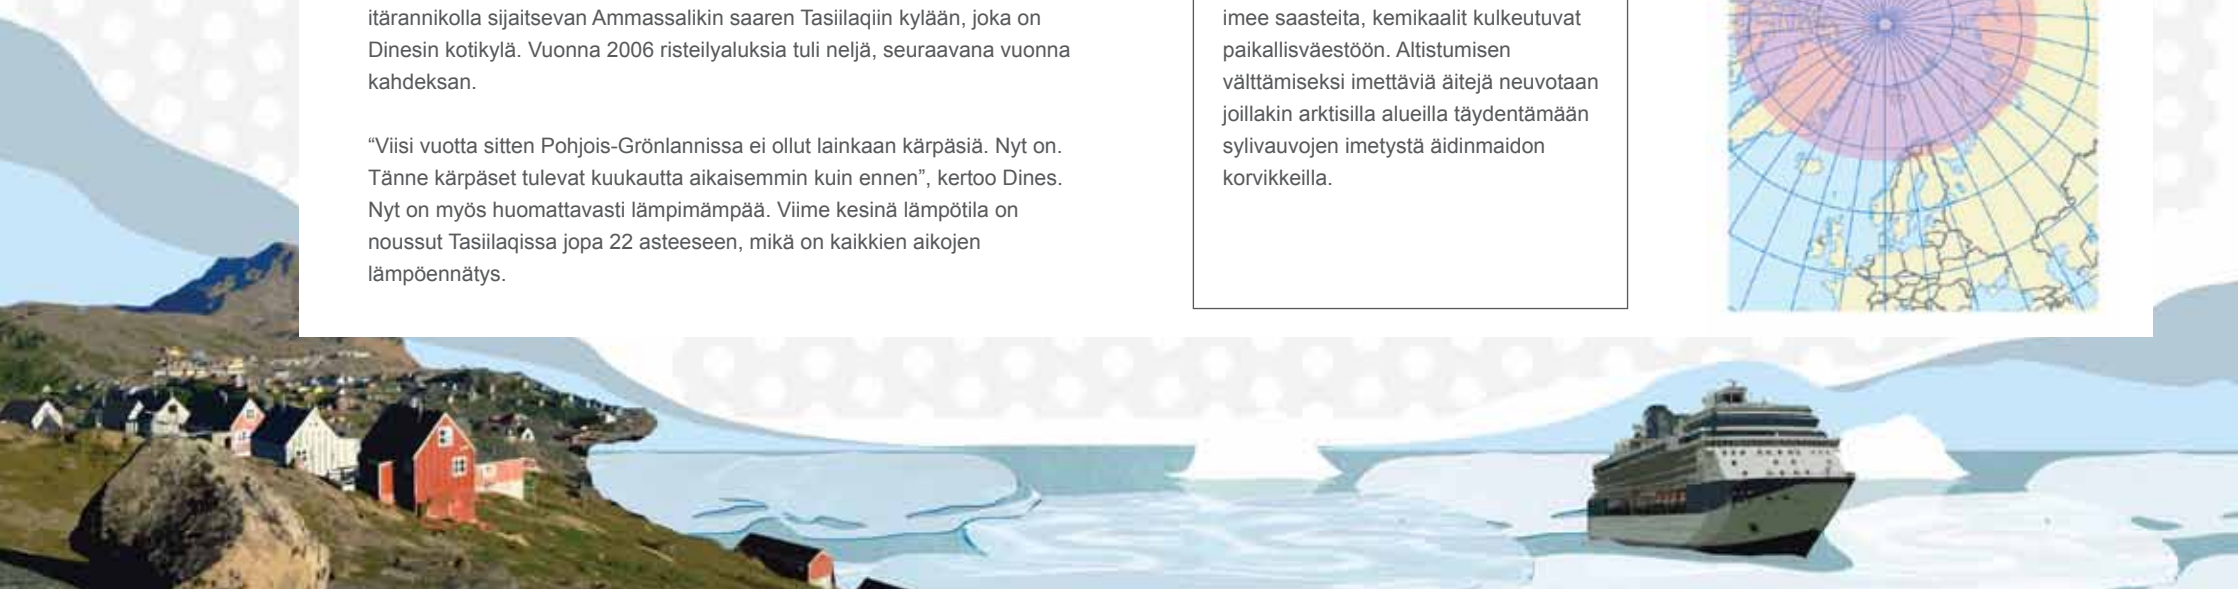 itärannikolla sijaitsevan Ammassalikin saaren Tasiilaqiin kylään, joka on
Dinesin kotikylä. Vuonna 2006 risteilyaluksia tuli neljä, seuraavana vuonna
kahdeksan.
“Viisi vuotta sitten Pohjois-Grönlannissa ei ollut lainkaan kärpäsiä. Nyt on.
Tänne kärpäset tulevat kuukautta aikaisemmin kuin ennen”, kertoo Dines.
Nyt on myös huomattavasti lämpimämpää. Viime kesinä lämpötila on
noussut Tasiilaqissa jopa 22 asteeseen, mikä on kaikkien aikojen
lämpöennätys.
imee saasteita, kemikaalit kulkeutuvat
paikallisväestöön. Altistumisen
välttämiseksi imettäviä äitejä neuvotaan
joillakin arktisilla alueilla täydentämään
sylivauvojen imetystä äidinmaidon
korvikkeilla.